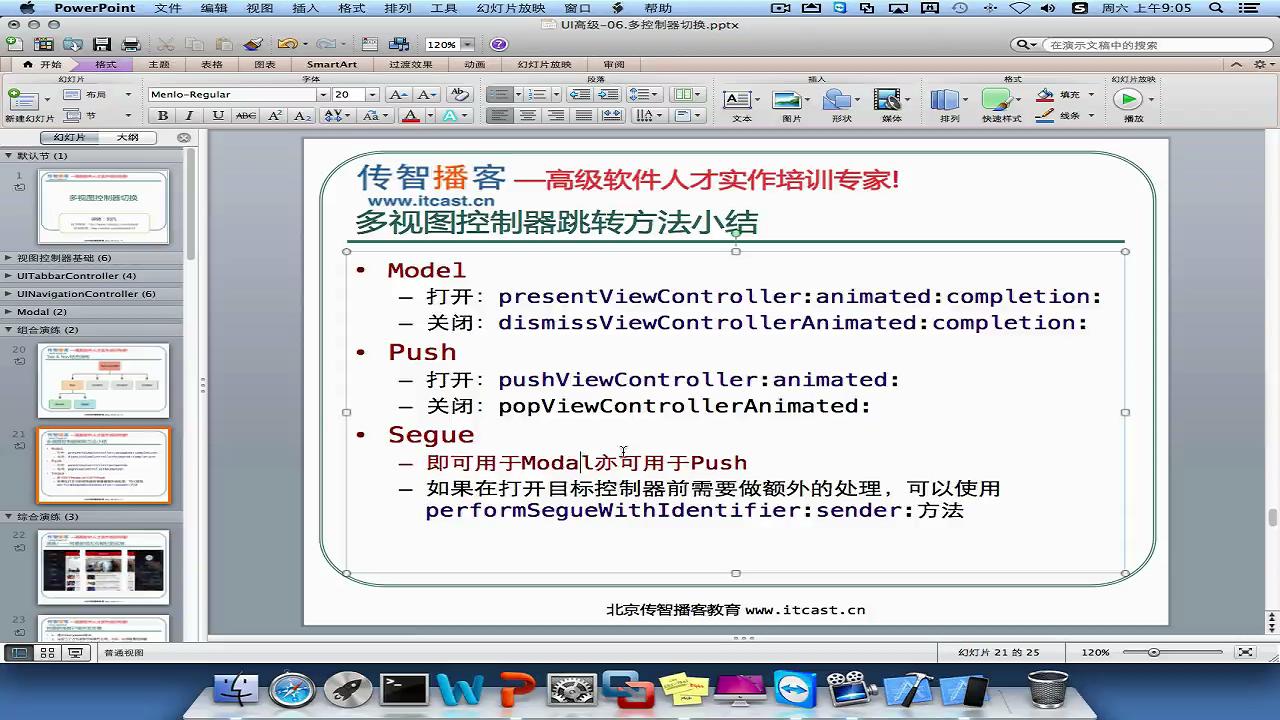 PowerPoint 文件 编辑 视图 插入 格式 排列 工具 幻灯片放映 窗口 帮助 周六 上午9:05
UI高级-06.多控制器切换.pptx
120%
在演示文稿中的搜索
开始 格式 主题 表格 图表 SmartArt 过渡效果 动画 幻灯片放映 审阅
幻灯片 字体 段落 插入 格式 幻灯片放映
新建幻灯片 布局 节
Menlo-Regular 20
B I U ABC
文本 图片 形状 媒体 排列 快速样式 填充 线条 播放
幻灯片 大纲
默认节 (1)
1
多视图控制器切换
视图控制器基础 (6)
UITabbarController (4)
UINavigationController (6)
Modal (2)
组合演练 (2)
20
21
综合演练 (3)
22
23
传智播客 —高级软件人才实作培训专家!
www.itcast.cn
多视图控制器跳转方法小结
• Model
– 打开：presentViewController:animated:completion:
– 关闭：dismissViewControllerAnimated:completion:
• Push
– 打开：pushViewController:animated:
– 关闭：popViewControllerAnimated:
• Segue
– 即可用于Modal亦可用于Push
– 如果在打开目标控制器前需要做额外的处理，可以使用
performSegueWithIdentifier:sender:方法
北京传智播客教育 www.itcast.cn
普通视图 幻灯片 21 的 25 120%